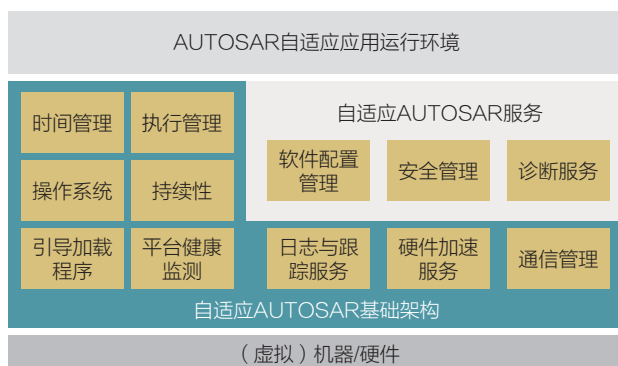 AUTOSAR自适应应用运行环境
时间管理
执行管理
自适应AUTOSAR服务
软件配置
管理
安全管理
诊断服务
操作系统
持续性
引导加载
程序
平台健康
监测
日志与跟
踪服务
硬件加速
服务
通信管理
自适应AUTOSAR基础架构
（虚拟）机器/硬件